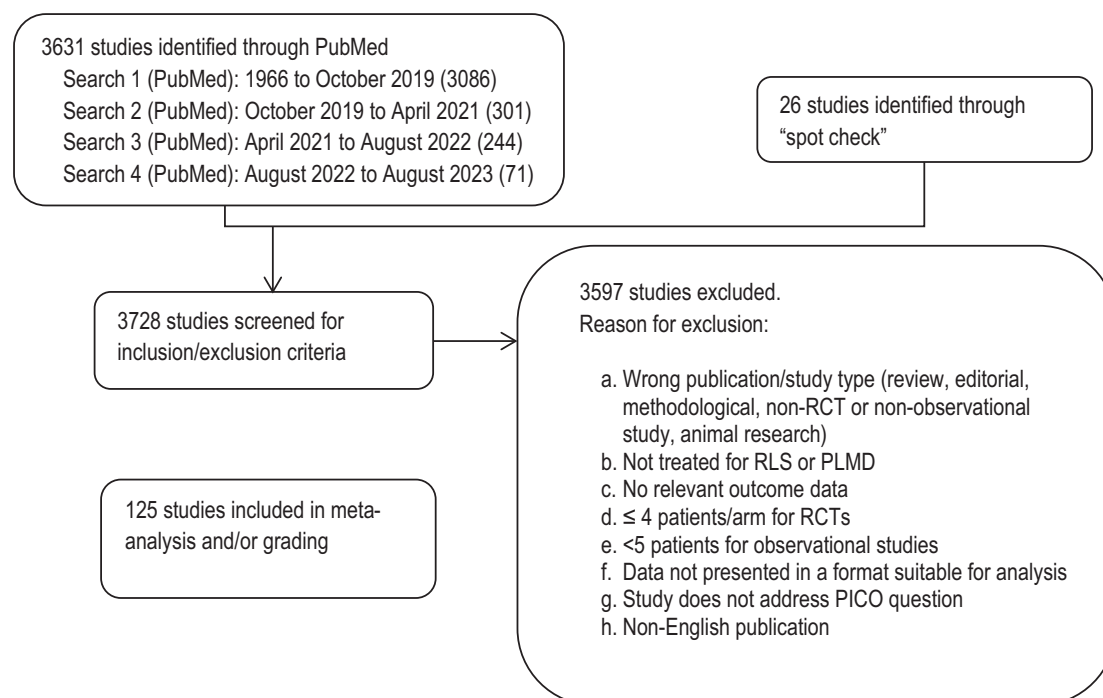 3631 studies identified through PubMed
Search 1 (PubMed): 1966 to October 2019 (3086)
Search 2 (PubMed): October 2019 to April 2021 (301)
Search 3 (PubMed): April 2021 to August 2022 (244)
Search 4 (PubMed): August 2022 to August 2023 (71)
26 studies identified through
“spot check”
3728 studies screened for
inclusion/exclusion criteria
3597 studies excluded.
Reason for exclusion:
a. Wrong publication/study type (review, editorial,
methodological, non-RCT or non-observational
study, animal research)
b. Not treated for RLS or PLMD
c. No relevant outcome data
d. ≤ 4 patients/arm for RCTs
e. <5 patients for observational studies
f. Data not presented in a format suitable for analysis
g. Study does not address PICO question
h. Non-English publication
125 studies included in meta-
analysis and/or grading